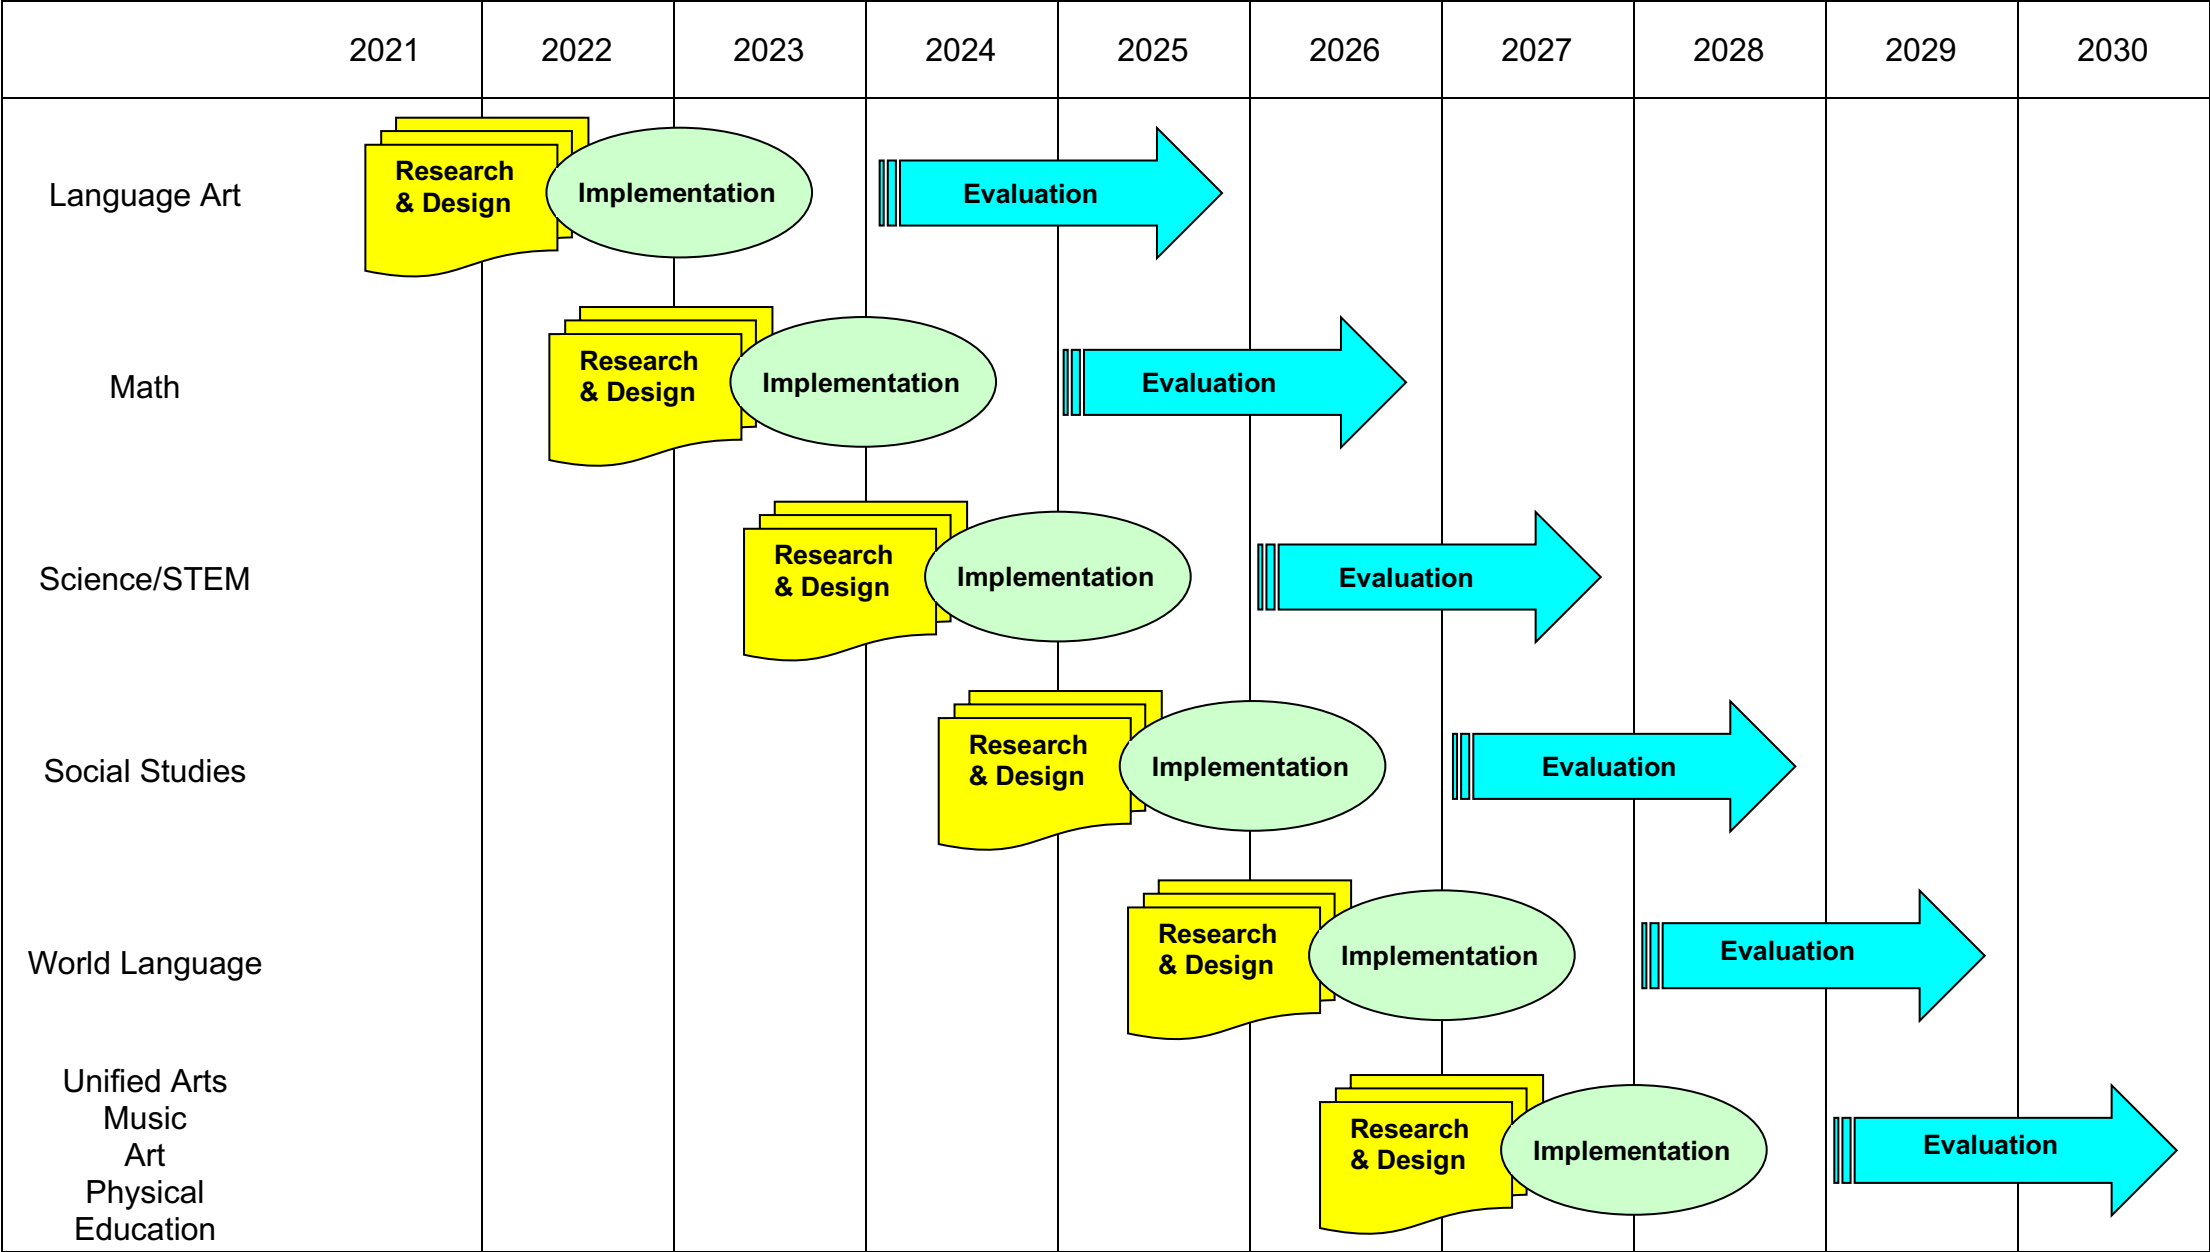 2021 2022 2023 2024 2025 2026 2027 2028 2029 2030
Language Art
Research
& Design
Implementation
Evaluation
Math
Research
& Design
Implementation
Evaluation
Science/STEM
Research
& Design
Implementation
Evaluation
Social Studies
Research
& Design
Implementation
Evaluation
World Language
Research
& Design
Implementation
Evaluation
Unified Arts
Music
Art
Physical
Education
Research
& Design
Implementation
Evaluation